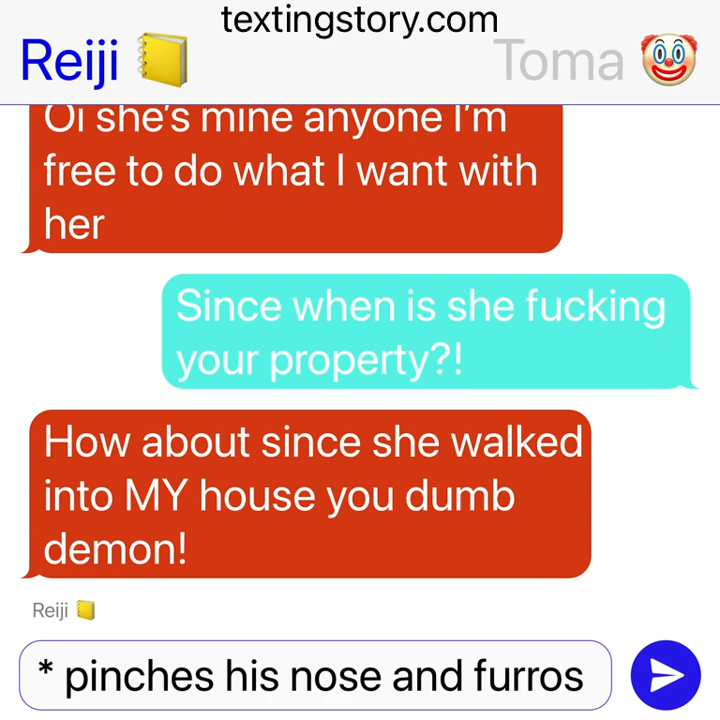 textingstory.com
Reiji
Toma
Oi she's mine anyone I'm
free to do what I want with
her
Since when is she fucking
your property?!
How about since she walked
into MY house you dumb
demon!
Reiji
* pinches his nose and furros